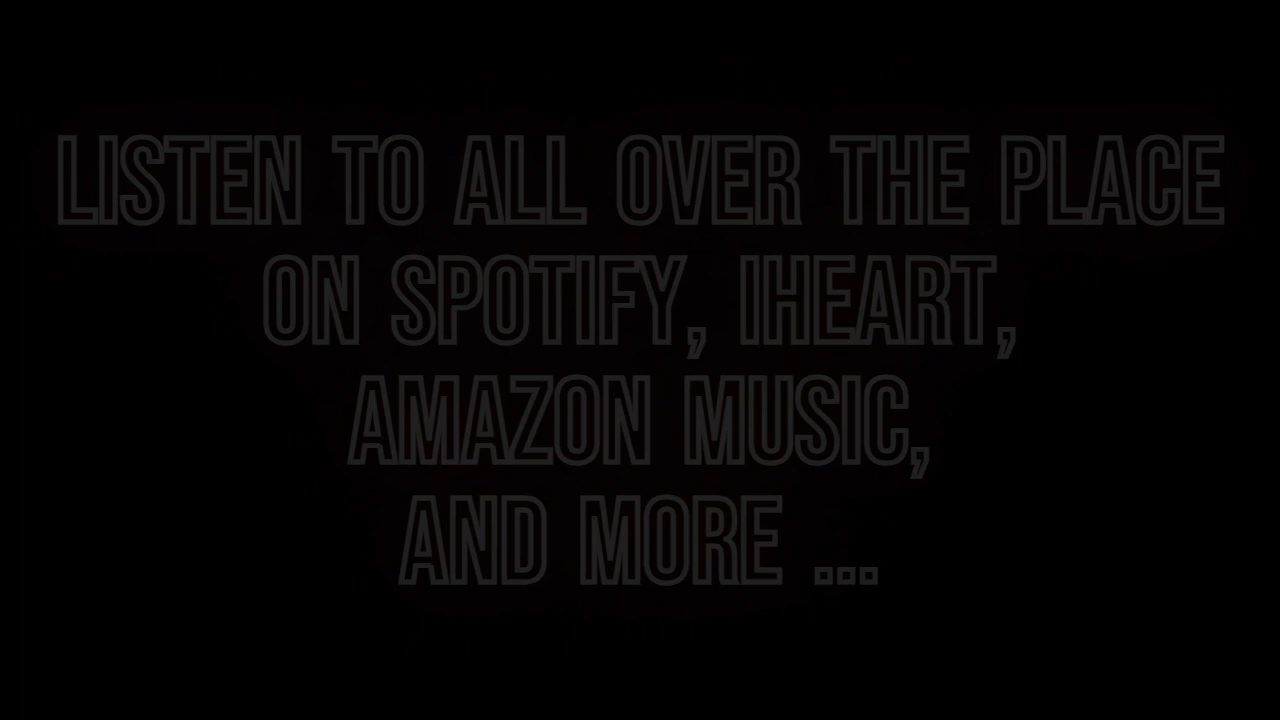 LISTEN TO ALL OVER THE PLACE
ON SPOTIFY, IHEART,
AMAZON MUSIC,
AND MORE ...